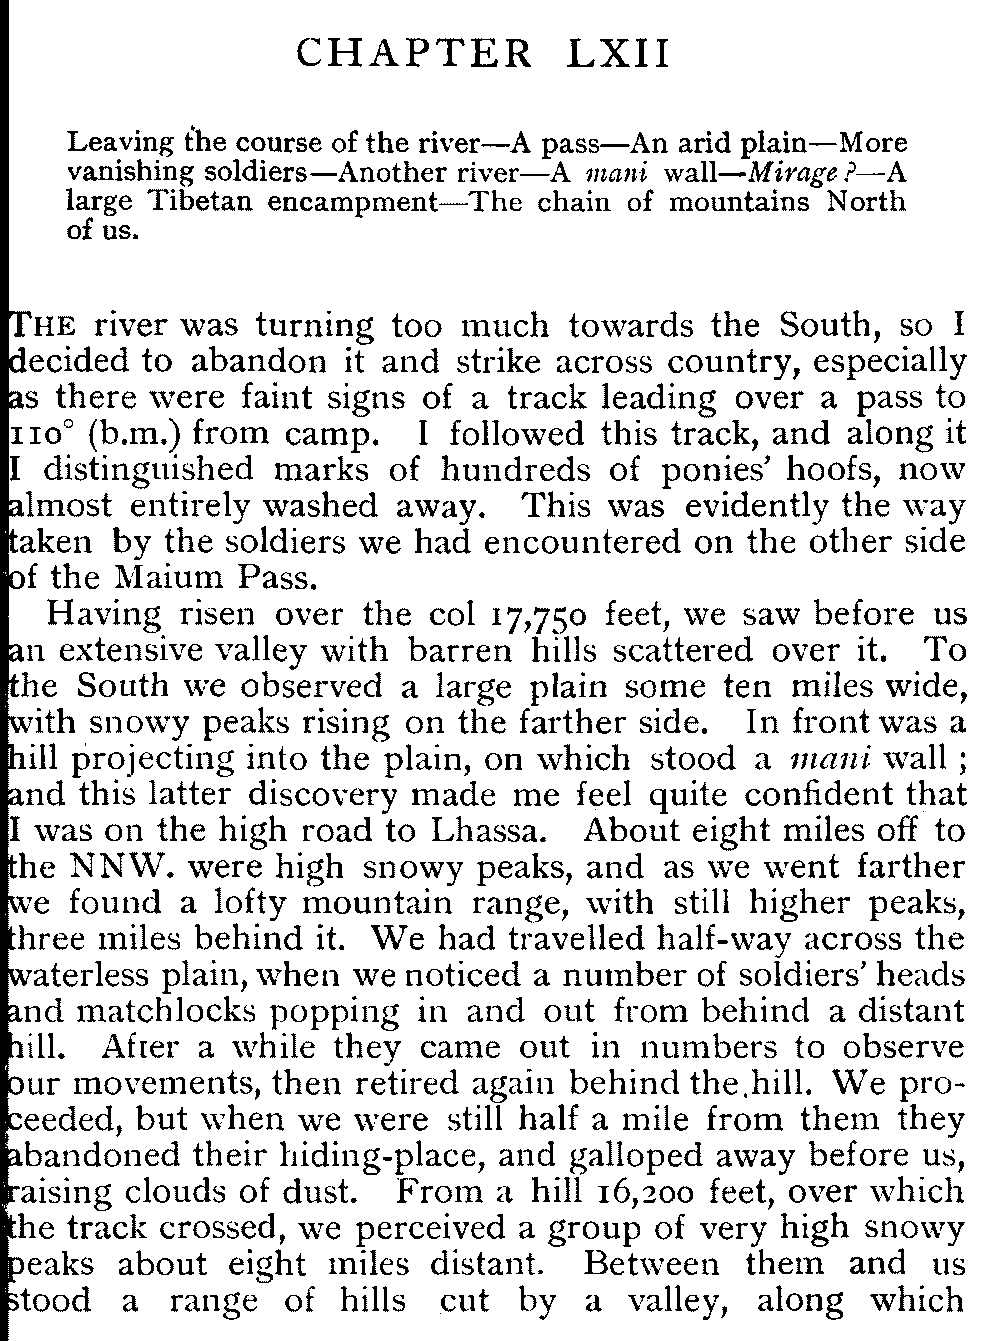 CHAPTER LXII
Leaving the course of the river—A pass—An arid plain—More
vanishing soldiers—Another river—A mani wall—Mirage?—A
large Tibetan encampment—The chain of mountains North
of us.
THE river was turning too much towards the South, so I
decided to abandon it and strike across country, especially
as there were faint signs of a track leading over a pass to
110° (b.m.) from camp. I followed this track, and along it
I distinguished marks of hundreds of ponies' hoofs, now
almost entirely washed away. This was evidently the way
taken by the soldiers we had encountered on the other side
of the Maium Pass.
Having risen over the col 17,750 feet, we saw before us
an extensive valley with barren hills scattered over it. To
the South we observed a large plain some ten miles wide,
with snowy peaks rising on the farther side. In front was a
hill projecting into the plain, on which stood a mani wall;
and this latter discovery made me feel quite confident that
I was on the high road to Lhassa. About eight miles off to
the NNW. were high snowy peaks, and as we went farther
we found a lofty mountain range, with still higher peaks,
three miles behind it. We had travelled half-way across the
waterless plain, when we noticed a number of soldiers' heads
and matchlocks popping in and out from behind a distant
hill. After a while they came out in numbers to observe
our movements, then retired again behind the hill. We pro-
ceeded, but when we were still half a mile from them they
abandoned their hiding-place, and galloped away before us,
raising clouds of dust. From a hill 16,200 feet, over which
the track crossed, we perceived a group of very high snowy
peaks about eight miles distant. Between them and us
stood a range of hills cut by a valley, along which